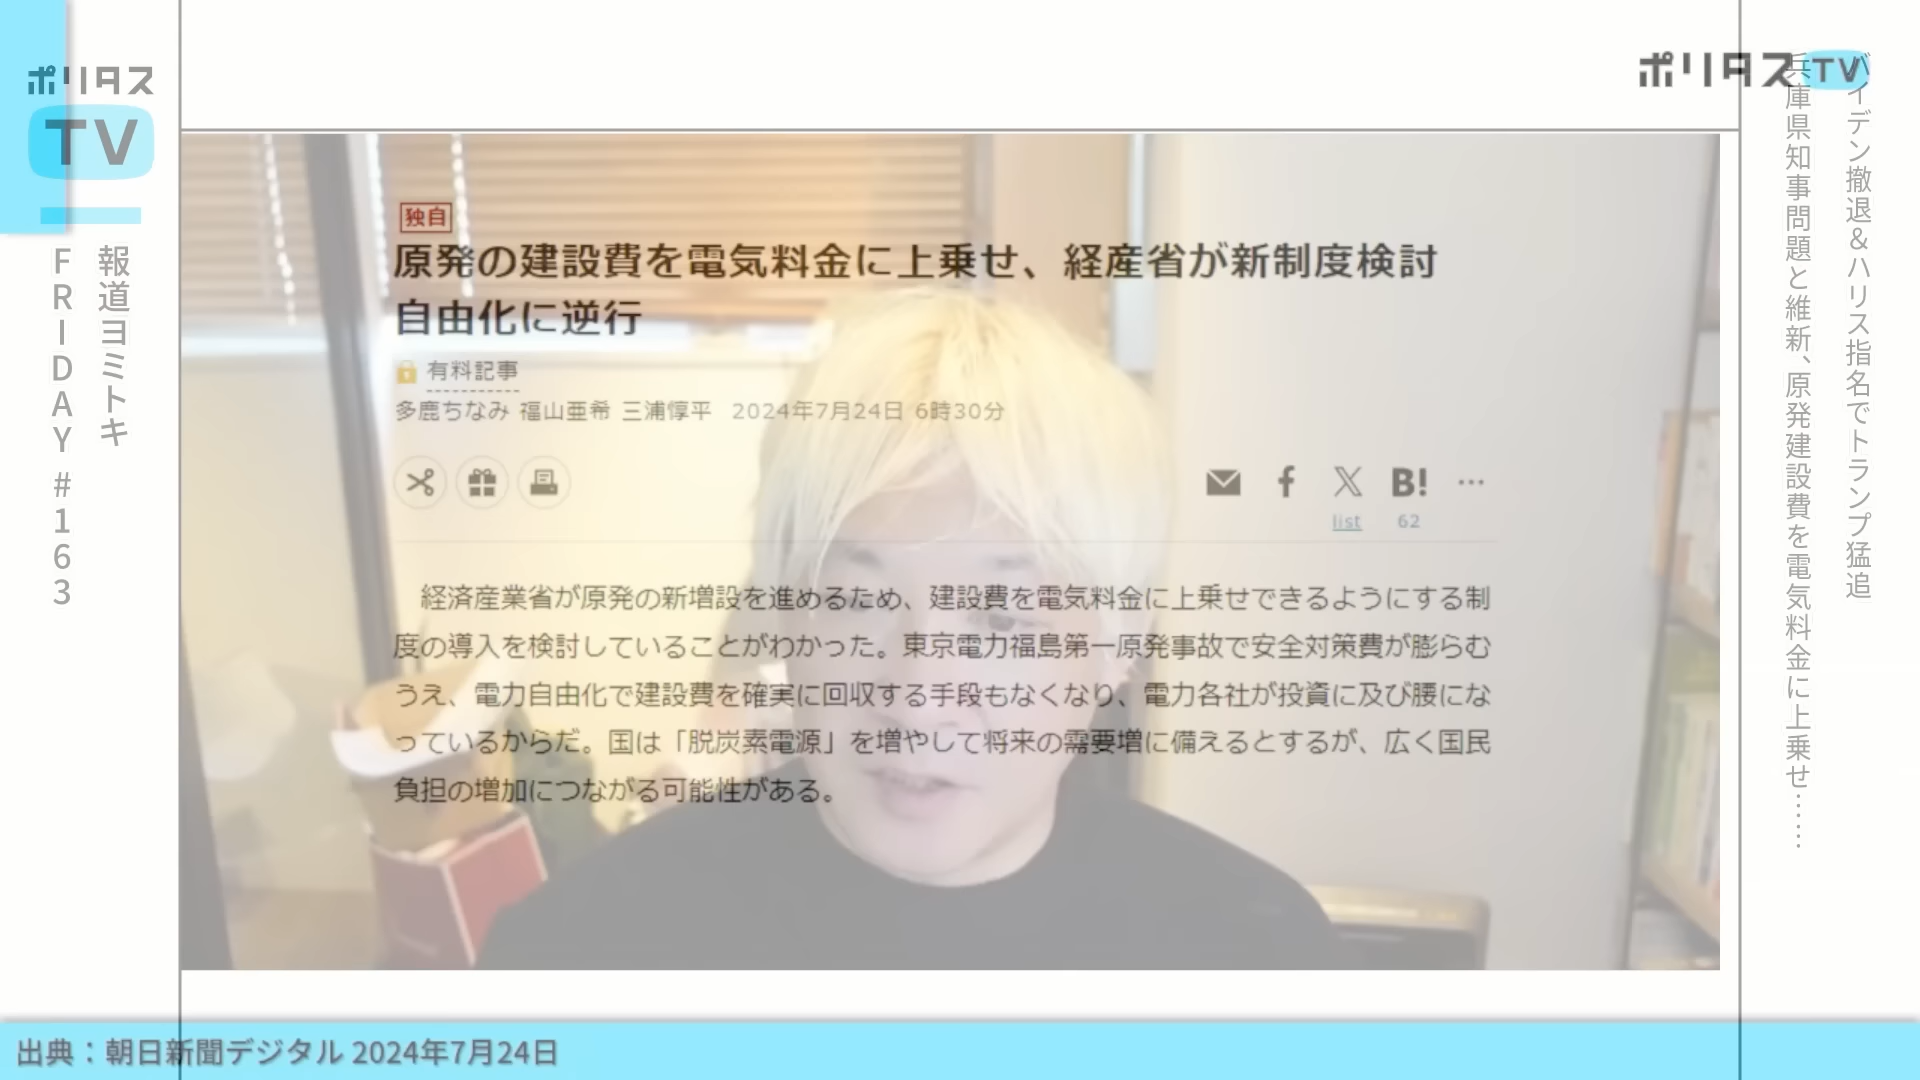 ポリタス
TV
報道ヨミトキ
FRIDAY #163
ポリタスTV
バイデン撤退&ハリス指名でトランプ猛追
兵庫県知事問題と維新、原発建設費を電気料金に上乗せ……
独自
原発の建設費を電気料金に上乗せ、経産省が新制度検討
自由化に逆行
有料記事
多鹿ちなみ 福山亜希 三浦惇平 2024年7月24日 6時30分
B! …
list 62
経済産業省が原発の新増設を進めるため、建設費を電気料金に上乗せできるようにする制
度の導入を検討していることがわかった。東京電力福島第一原発事故で安全対策費が膨らむ
うえ、電力自由化で建設費を確実に回収する手段もなくなり、電力各社が投資に及び腰にな
っているからだ。国は「脱炭素電源」を増やして将来の需要増に備えるとするが、広く国民
負担の増加につながる可能性がある。
出典：朝日新聞デジタル 2024年7月24日